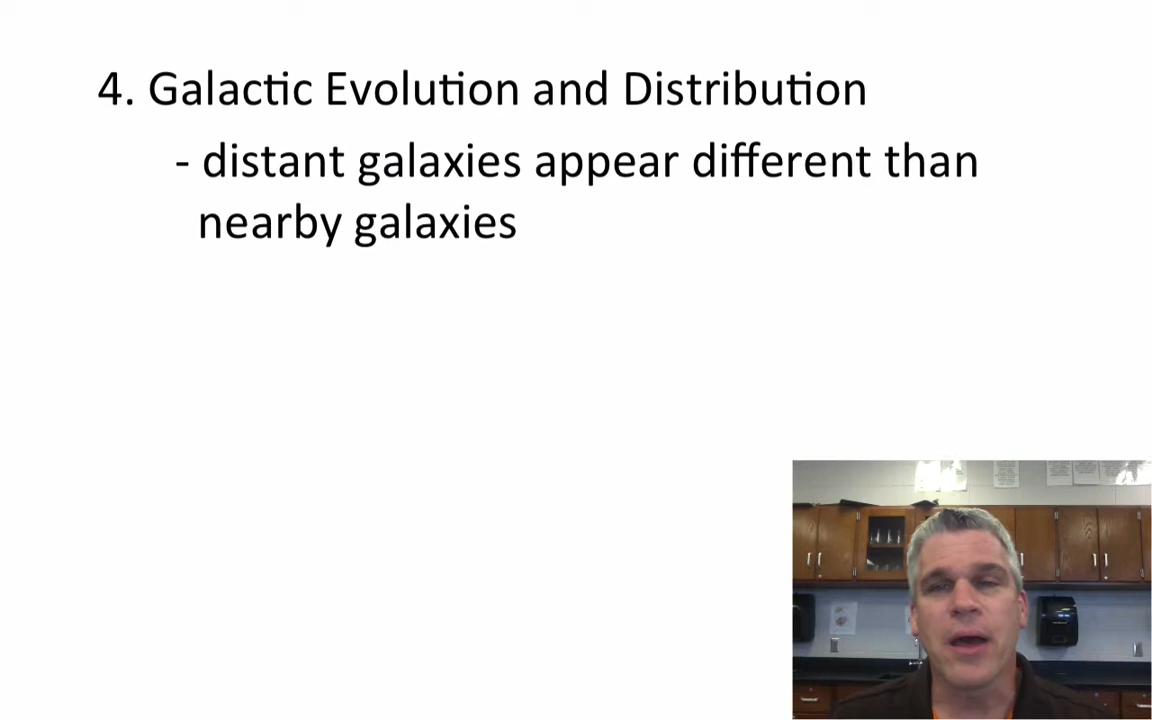 4. Galactic Evolution and Distribution
- distant galaxies appear different than
nearby galaxies